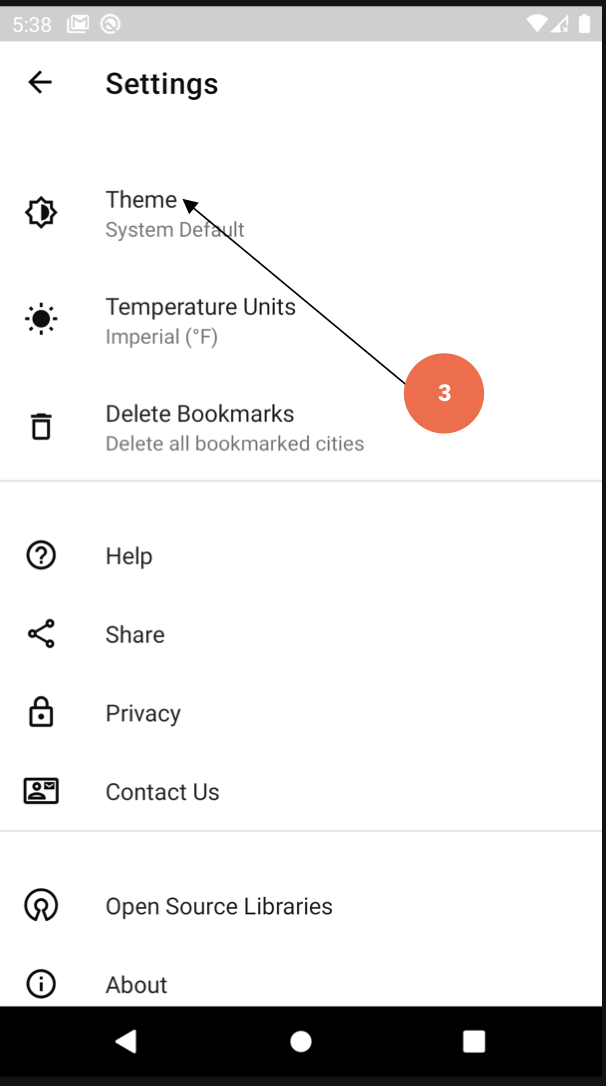 5:38
Settings
Theme
System Default
Temperature Units
Imperial (°F)
3
Delete Bookmarks
Delete all bookmarked cities
Help
Share
Privacy
Contact Us
Open Source Libraries
About